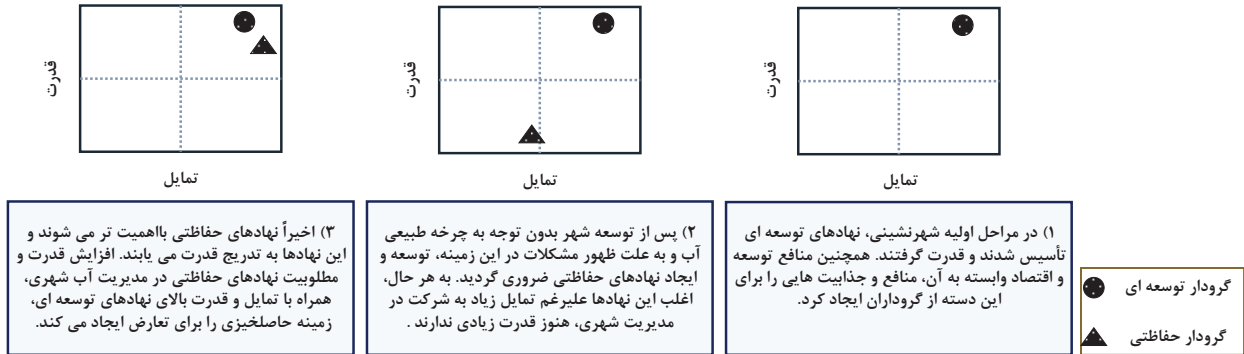 قدرت
تمایل
۱) در مراحل اولیه شهرنشینی، نهادهای توسعه ای
تأسیس شدند و قدرت گرفتند. همچنین منافع توسعه
و اقتصاد وابسته به آن، منافع و جذابیت هایی را برای
این دسته از گروداران ایجاد کرد.
قدرت
تمایل
۲) پس از توسعه شهر بدون توجه به چرخه طبیعی
آب و به علت ظهور مشکلات در این زمینه، توسعه و
ایجاد نهادهای حفاظتی ضروری گردید. به هر حال،
اغلب این نهادها علیرغم تمایل زیاد به شرکت در
مدیریت شهری، هنوز قدرت زیادی ندارند .
قدرت
تمایل
۳) اخیراً نهادهای حفاظتی بااهمیت تر می شوند و
این نهادها به تدریج قدرت می یابند. افزایش قدرت و
مطلوبیت نهادهای حفاظتی در مدیریت آب شهری،
همراه با تمایل و قدرت بالای نهادهای توسعه ای،
زمینه حاصلخیزی را برای تعارض ایجاد می کند.
گرودار توسعه ای
گرودار حفاظتی